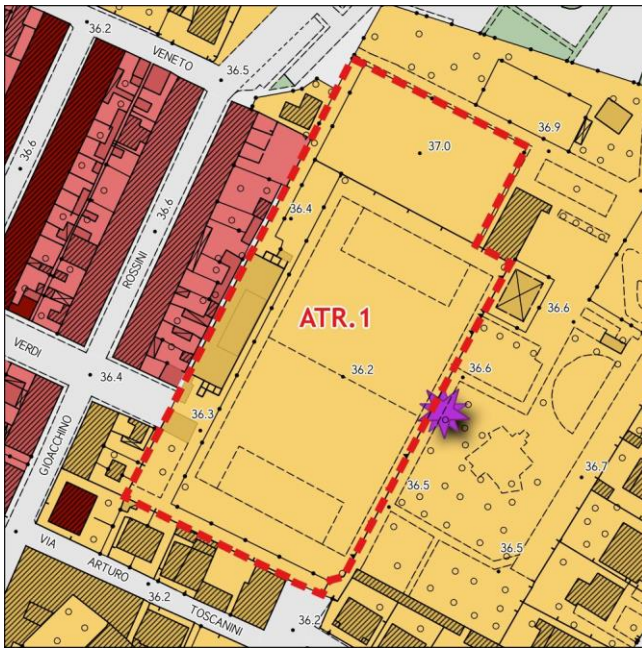 36.2
VENETO
36.5
36.9
37.0
36.6
36.6
ROSSINI
36.4
ATR.1
36.6
VERDI
36.4
36.2
36.6
GIOACCHINO
36.3
36.5
36.7
36.5
VIA
ARTURO
TOSCANINI
36.2
36.2